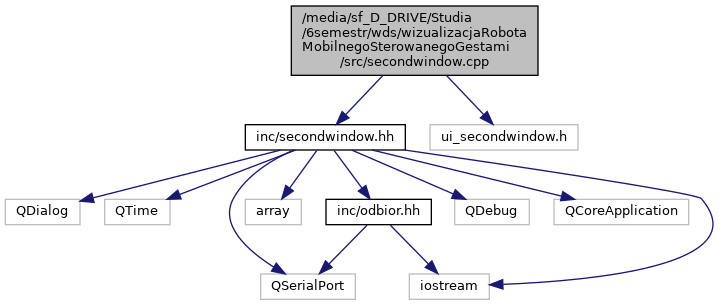 /media/sf_D_DRIVE/Studia
/6semestr/wds/wizualizacjaRobota
MobilnegoSterowanegoGestami
/src/secondwindow.cpp
inc/secondwindow.hh
ui_secondwindow.h
QDialog
QTime
array
inc/odbior.hh
QDebug
QCoreApplication
QSerialPort
iostream